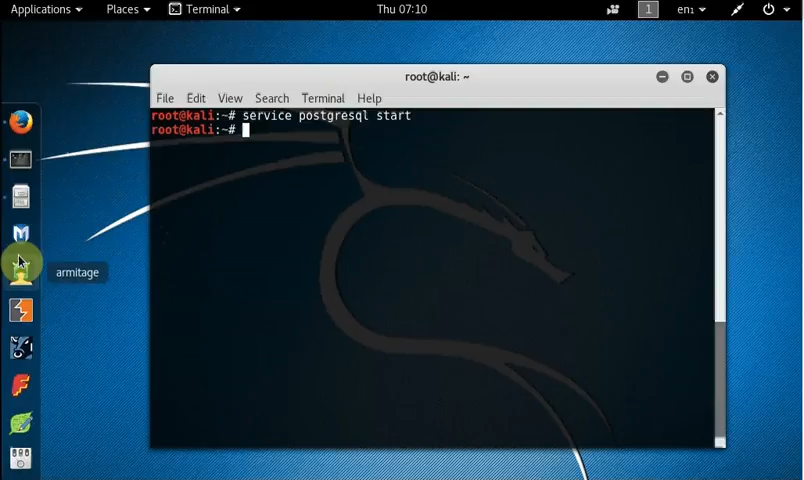 Applications Places Terminal Thu 07:10 1 en₁
root@kali: ~
File Edit View Search Terminal Help
root@kali:~# service postgresql start
root@kali:~#
armitage